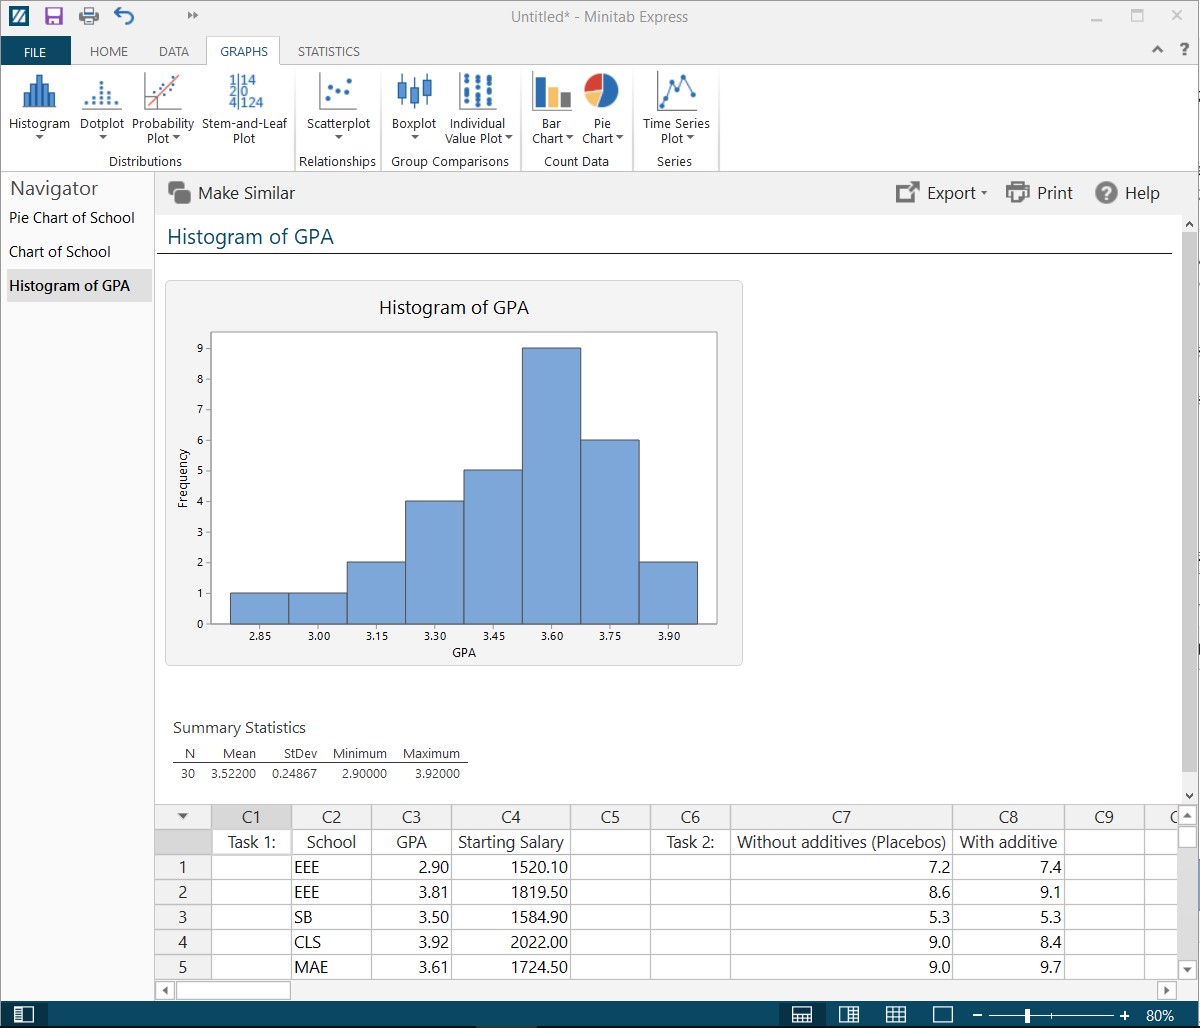 Untitled* - Minitab Express
FILE HOME DATA GRAPHS STATISTICS
1|14
2|0
4|124
Histogram Dotplot Probability Plot Stem-and-Leaf Plot Scatterplot Boxplot Individual Value Plot Bar Chart Pie Chart Time Series Plot
Distributions Relationships Group Comparisons Count Data Series
Navigator
Pie Chart of School
Chart of School
Histogram of GPA
Make Similar Export Print ? Help
Histogram of GPA
Histogram of GPA
9
8
7
6
5
4
3
2
1
0
Frequency
2.85 3.00 3.15 3.30 3.45 3.60 3.75 3.90
GPA
Summary Statistics
N Mean StDev Minimum Maximum
30 3.52200 0.24867 2.90000 3.92000
C1 C2 C3 C4 C5 C6 C7 C8 C9
Task 1: School GPA Starting Salary Task 2: Without additives (Placebos) With additive
1 EEE 2.90 1520.10 7.2 7.4
2 EEE 3.81 1819.50 8.6 9.1
3 SB 3.50 1584.90 5.3 5.3
4 CLS 3.92 2022.00 9.0 8.4
5 MAE 3.61 1724.50 9.0 9.7
80%